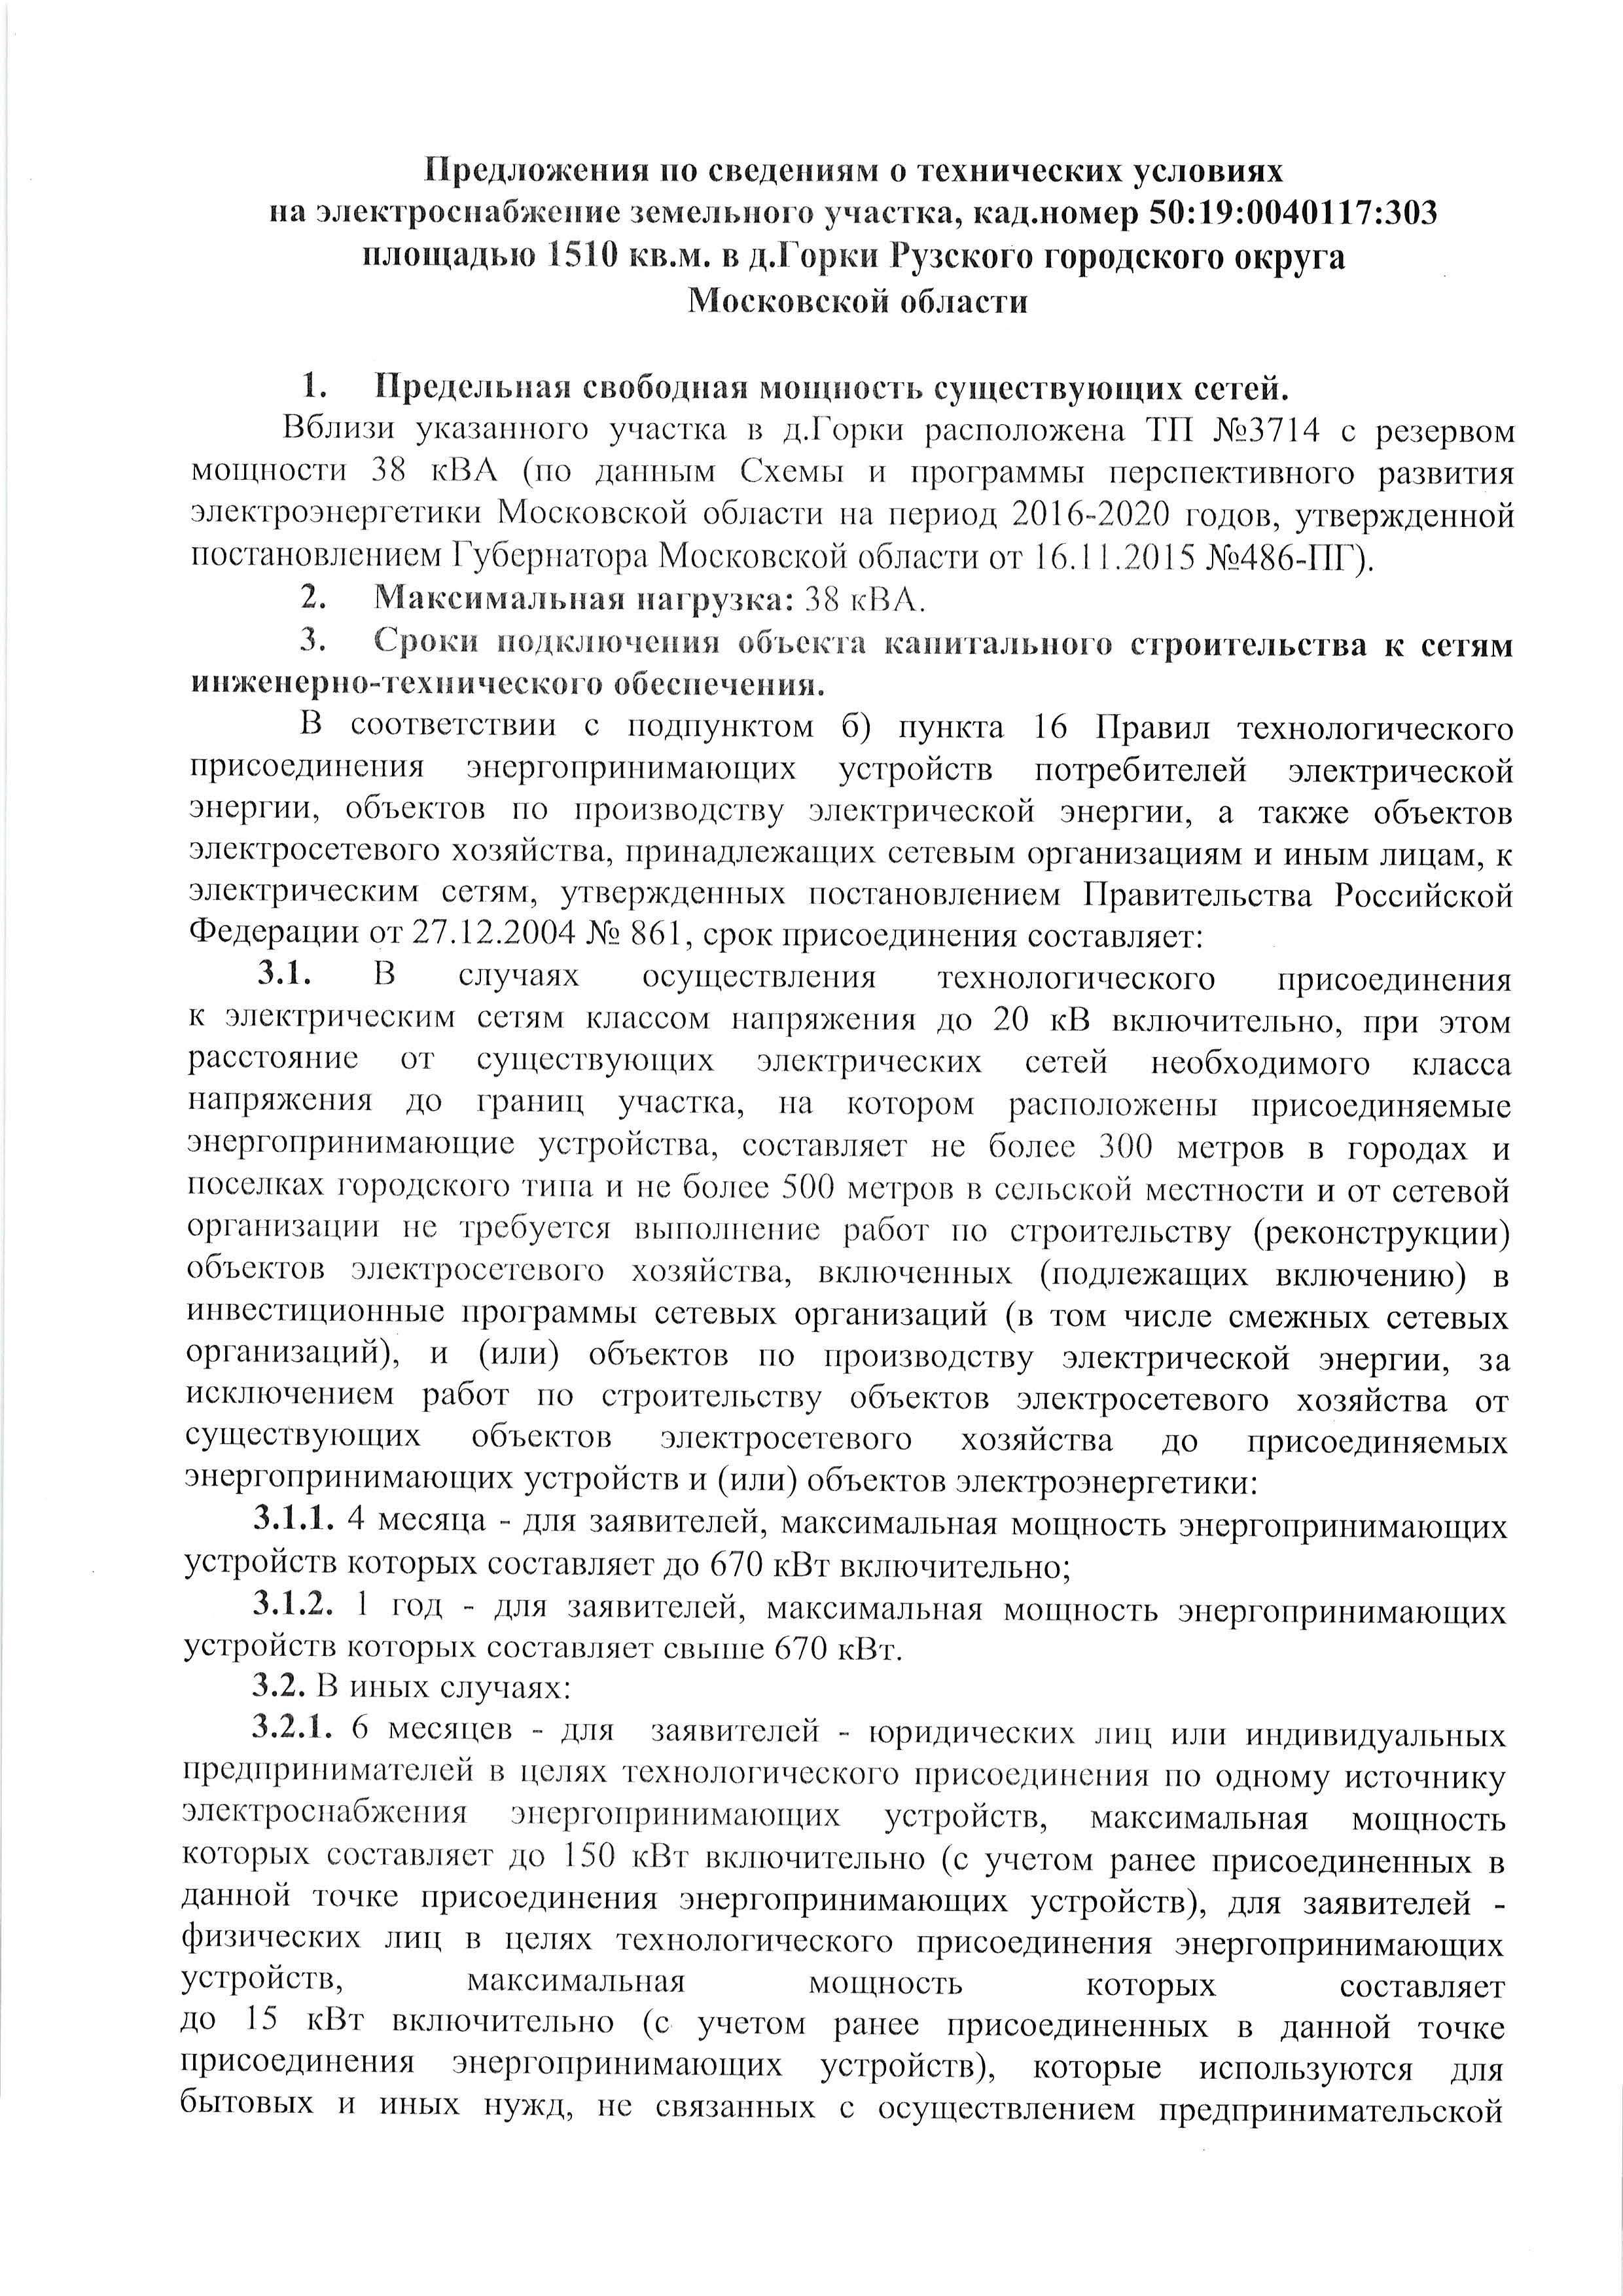 Предложения по сведениям о технических условиях
на электроснабжение земельного участка, кад.номер 50:19:0040117:303
площадью 1510 кв.м. в д.Горки Рузского городского округа
Московской области
1. Предельная свободная мощность существующих сетей.
Вблизи указанного участка в д.Горки расположена ТП №3714 с резервом
мощности 38 кВА (по данным Схемы и программы перспективного развития
электроэнергетики Московской области на период 2016-2020 годов, утвержденной
постановлением Губернатора Московской области от 16.11.2015 №486-ПГ).
2. Максимальная нагрузка: 38 кВА.
3. Сроки подключения объекта капитального строительства к сетям
инженерно-технического обеспечения.
В соответствии с подпунктом б) пункта 16 Правил технологического
присоединения энергопринимающих устройств потребителей электрической
энергии, объектов по производству электрической энергии, а также объектов
электросетевого хозяйства, принадлежащих сетевым организациям и иным лицам, к
электрическим сетям, утвержденных постановлением Правительства Российской
Федерации от 27.12.2004 № 861, срок присоединения составляет:
3.1. В случаях осуществления технологического присоединения
к электрическим сетям классом напряжения до 20 кВ включительно, при этом
расстояние от существующих электрических сетей необходимого класса
напряжения до границ участка, на котором расположены присоединяемые
энергопринимающие устройства, составляет не более 300 метров в городах и
поселках городского типа и не более 500 метров в сельской местности и от сетевой
организации не требуется выполнение работ по строительству (реконструкции)
объектов электросетевого хозяйства, включенных (подлежащих включению) в
инвестиционные программы сетевых организаций (в том числе смежных сетевых
организаций), и (или) объектов по производству электрической энергии, за
исключением работ по строительству объектов электросетевого хозяйства от
существующих объектов электросетевого хозяйства до присоединяемых
энергопринимающих устройств и (или) объектов электроэнергетики:
3.1.1. 4 месяца - для заявителей, максимальная мощность энергопринимающих
устройств которых составляет до 670 кВт включительно;
3.1.2. 1 год - для заявителей, максимальная мощность энергопринимающих
устройств которых составляет свыше 670 кВт.
3.2. В иных случаях:
3.2.1. 6 месяцев - для заявителей - юридических лиц или индивидуальных
предпринимателей в целях технологического присоединения по одному источнику
электроснабжения энергопринимающих устройств, максимальная мощность
которых составляет до 150 кВт включительно (с учетом ранее присоединенных в
данной точке присоединения энергопринимающих устройств), для заявителей -
физических лиц в целях технологического присоединения энергопринимающих
устройств, максимальная мощность которых составляет
до 15 кВт включительно (с учетом ранее присоединенных в данной точке
присоединения энергопринимающих устройств), которые используются для
бытовых и иных нужд, не связанных с осуществлением предпринимательской